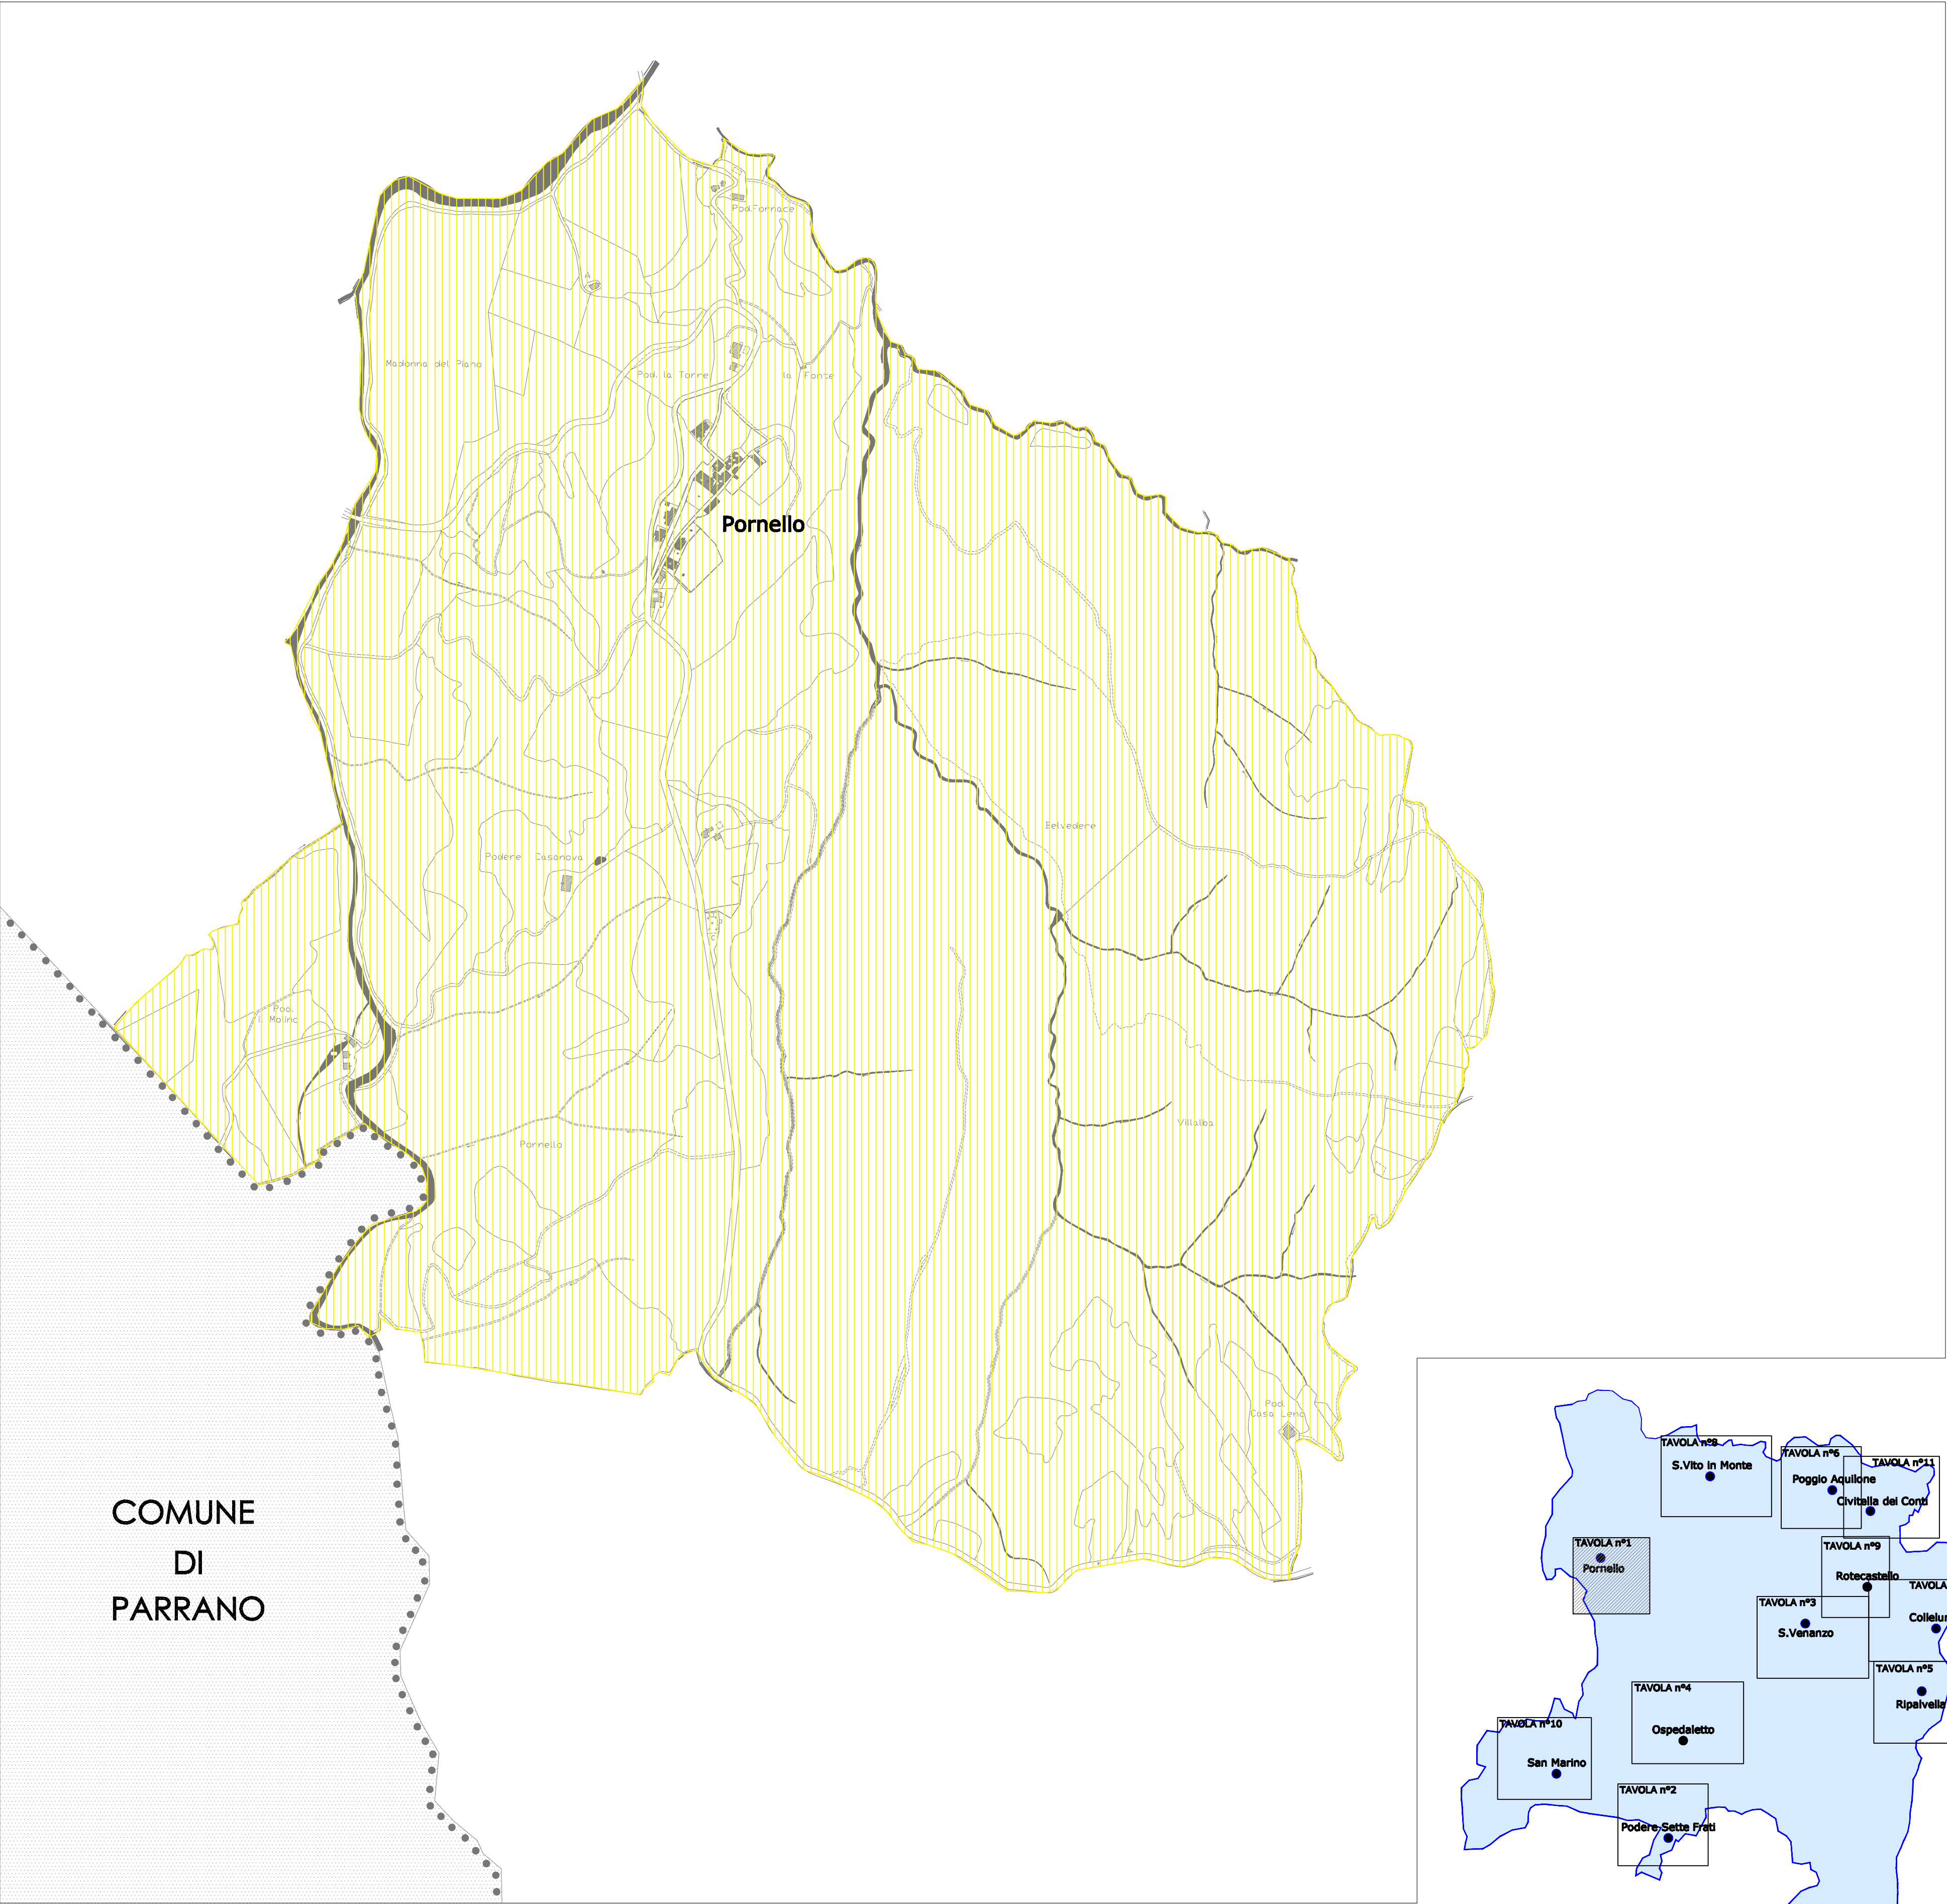 Pod.Fornace
Madonna del Piano
Pod. la Torre
la Fonte
Pornello
Belvedere
Podere Casanova
Pod.
il Molino
Villalba
Pornello
Pod.
COMUNE
DI
PARRANO
TAVOLA n°8
S.Vito in Monte
TAVOLA n°6
Poggio Aquilone
TAVOLA n°11
Civitella dei Conti
TAVOLA n°1
Pornello
TAVOLA n°9
Rotecastello
TAVOLA
TAVOLA n°3
S.Venanzo
TAVOLA n°5
Ripalvella
TAVOLA n°4
Ospedaletto
TAVOLA n°10
San Marino
TAVOLA n°2
Podere Sette Frati